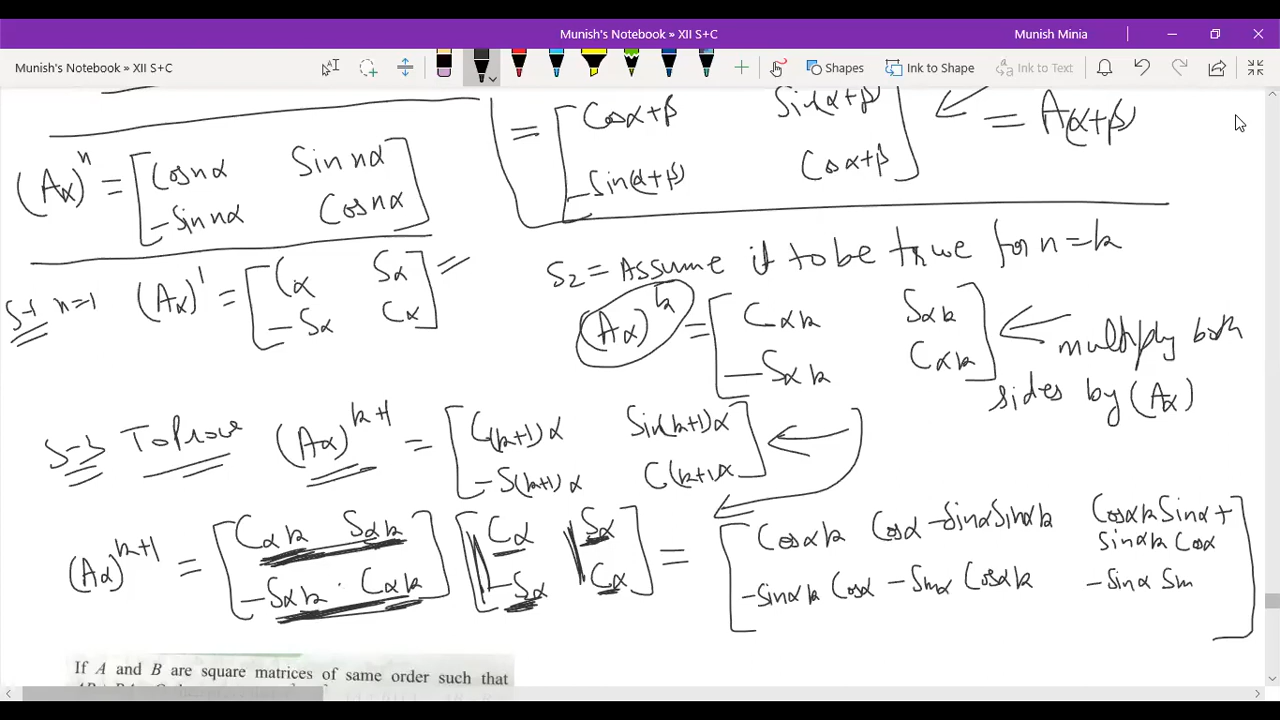 Munish's Notebook » XII S+C
Munish Minia
Munish's Notebook » XII S+C
Shapes
Ink to Shape
Ink to Text
= [ Cosα+β Sin(α+β)
-Sin(α+β) Cosα+β ]
= A(α+β)
(Aα)^n = [ Cosnα Sin nα
-Sin nα Cosnα ]
S-1 n=1 (Aα)^1 = [ Cα Sα
-Sα Cα ] =
S2 = Assume it to be true for n=k
(Aα)^k = [ Cαk Sαk
-Sαk Cαk ]
multiply both
sides by (Aα)
S-3 To Prove (Aα)^k+1 = [ C(k+1)α Sin(k+1)α
-S(k+1)α C(k+1)α ]
(Aα)^k+1 = [ Cαk Sαk
-Sαk . Cαk ] [ Cα Sα
-Sα Cα ]
= [ Cosαk Cosα -SinαSinαk Cosαk Sinα +
Sinαk Cosα
-Sinαk Cosα -Sinα Cosαk -Sinα Sin ]
If A and B are square matrices of same order such that